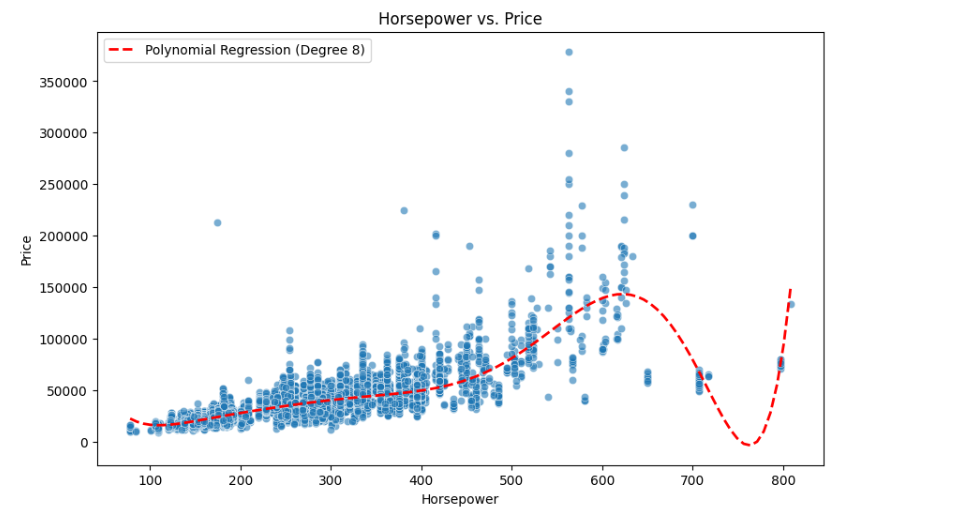 Horsepower vs. Price
Polynomial Regression (Degree 8)
350000
300000
250000
200000
150000
100000
50000
0
Price
100 200 300 400 500 600 700 800
Horsepower